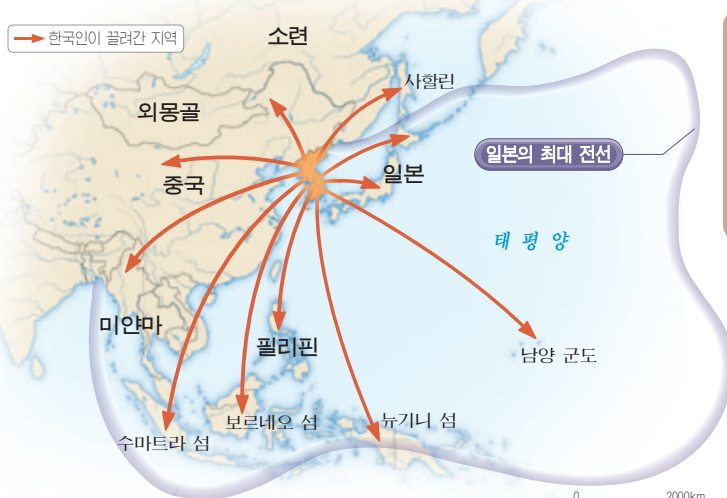 한국인이 끌려간 지역
소련
사할린
외몽골
일본의 최대 전선
중국
일본
태평양
미얀마
필리핀
남양 군도
보르네오 섬
뉴기니 섬
수마트라 섬
0 2000km